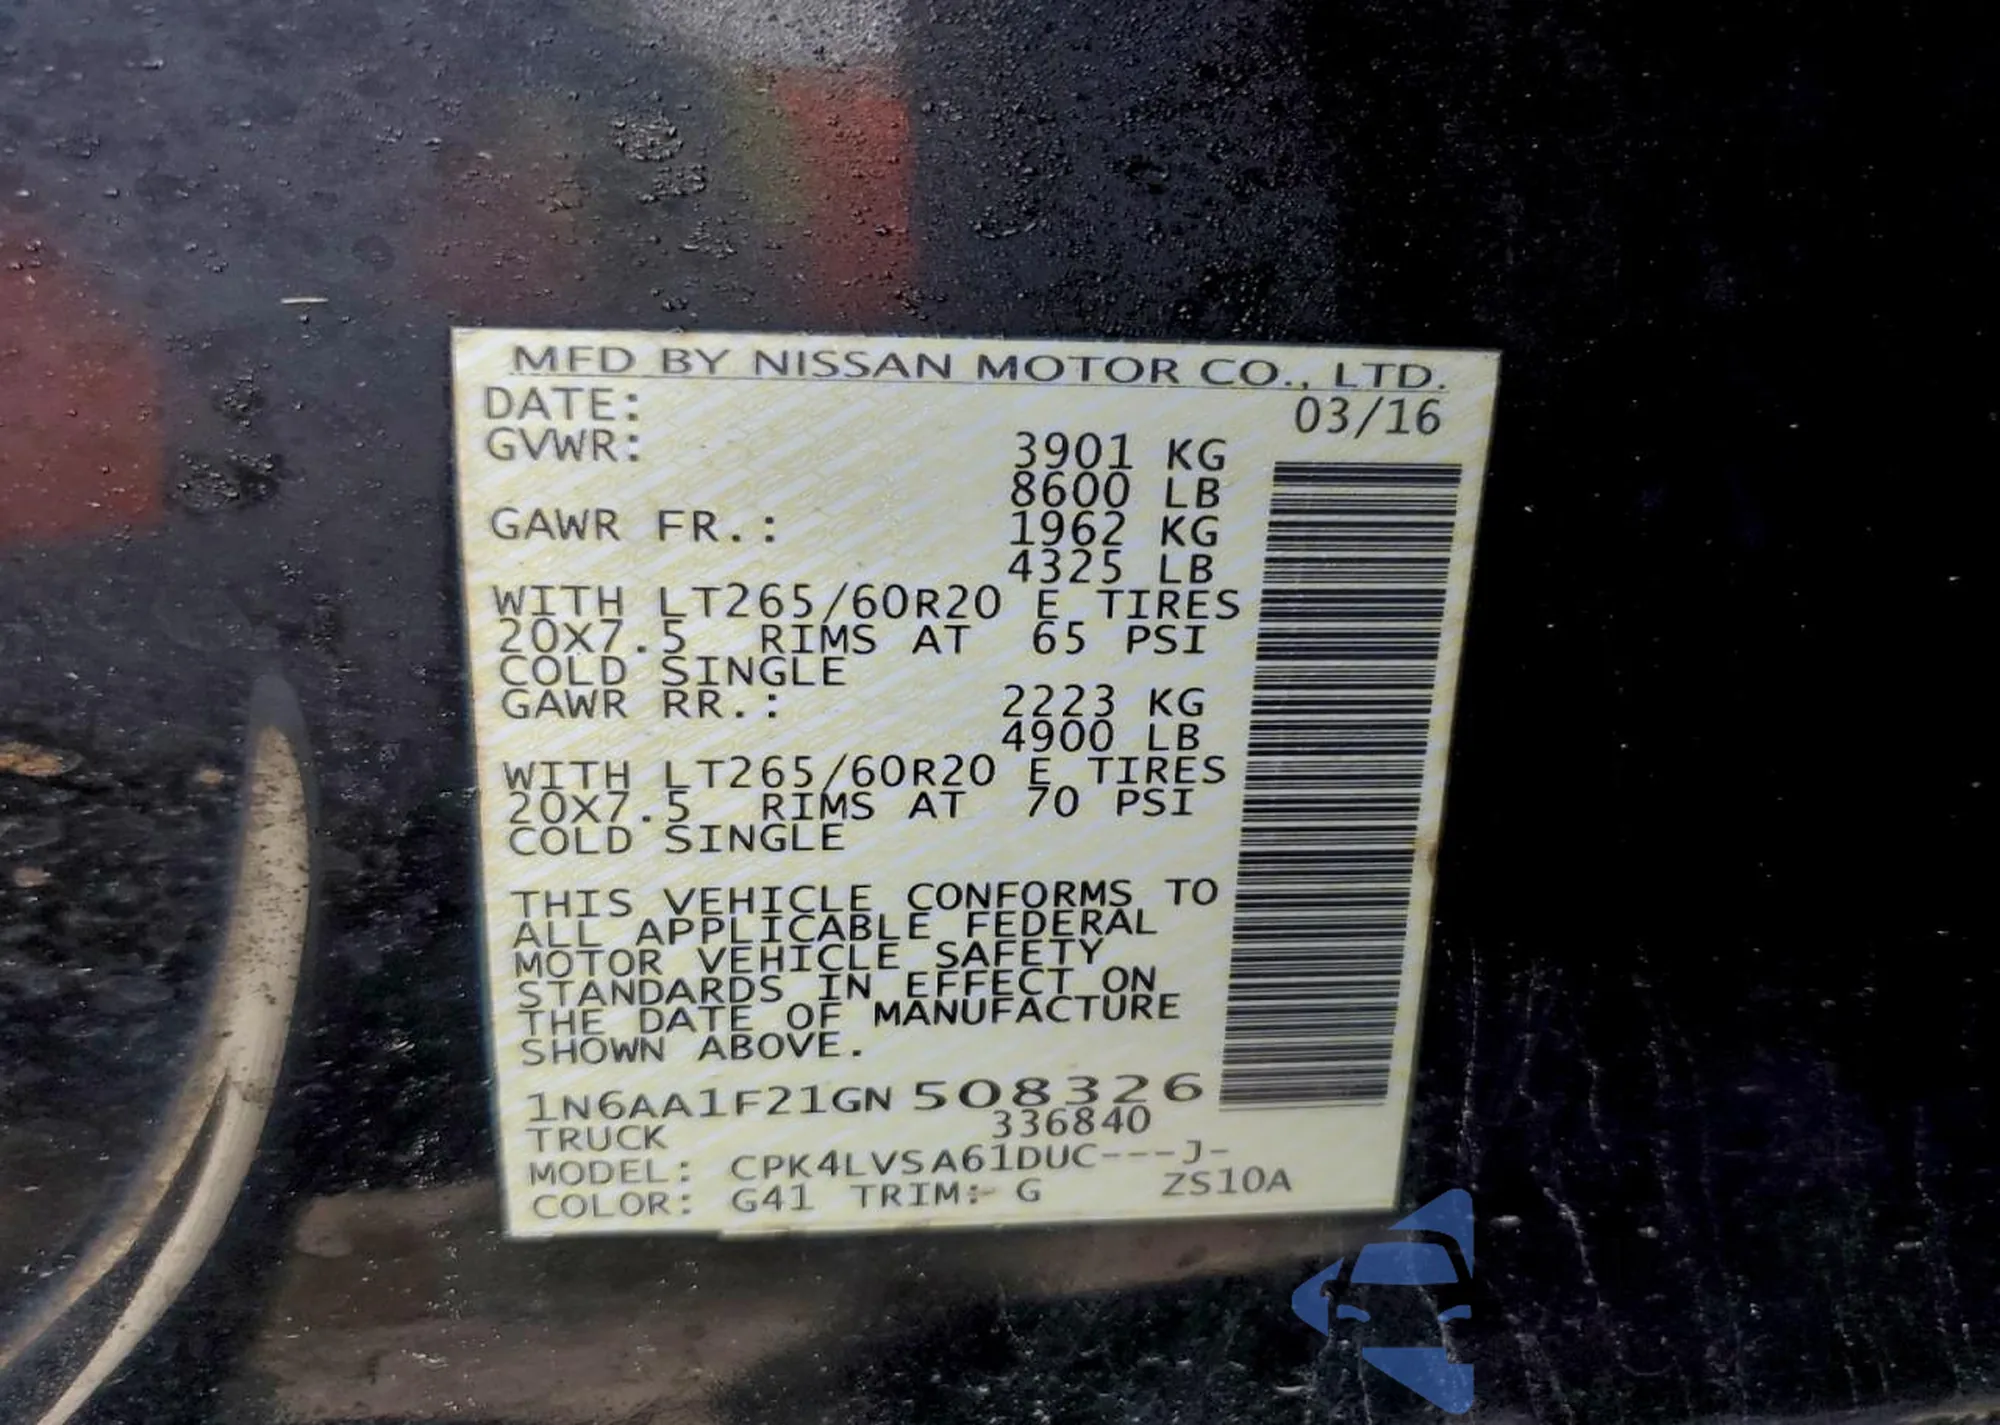 MFD BY NISSAN MOTOR CO., LTD.
DATE: 03/16
GVWR: 3901 KG
8600 LB
GAWR FR.: 1962 KG
4325 LB
WITH LT265/60R20 E TIRES
20X7.5 RIMS AT 65 PSI
COLD SINGLE
GAWR RR.: 2223 KG
4900 LB
WITH LT265/60R20 E TIRES
20X7.5 RIMS AT 70 PSI
COLD SINGLE
THIS VEHICLE CONFORMS TO
ALL APPLICABLE FEDERAL
MOTOR VEHICLE SAFETY
STANDARDS IN EFFECT ON
THE DATE OF MANUFACTURE
SHOWN ABOVE.
1N6AA1F21GN508326
TRUCK 336840
MODEL: CPK4LVSA61DUC---J-
COLOR: G41 TRIM: G ZS10A